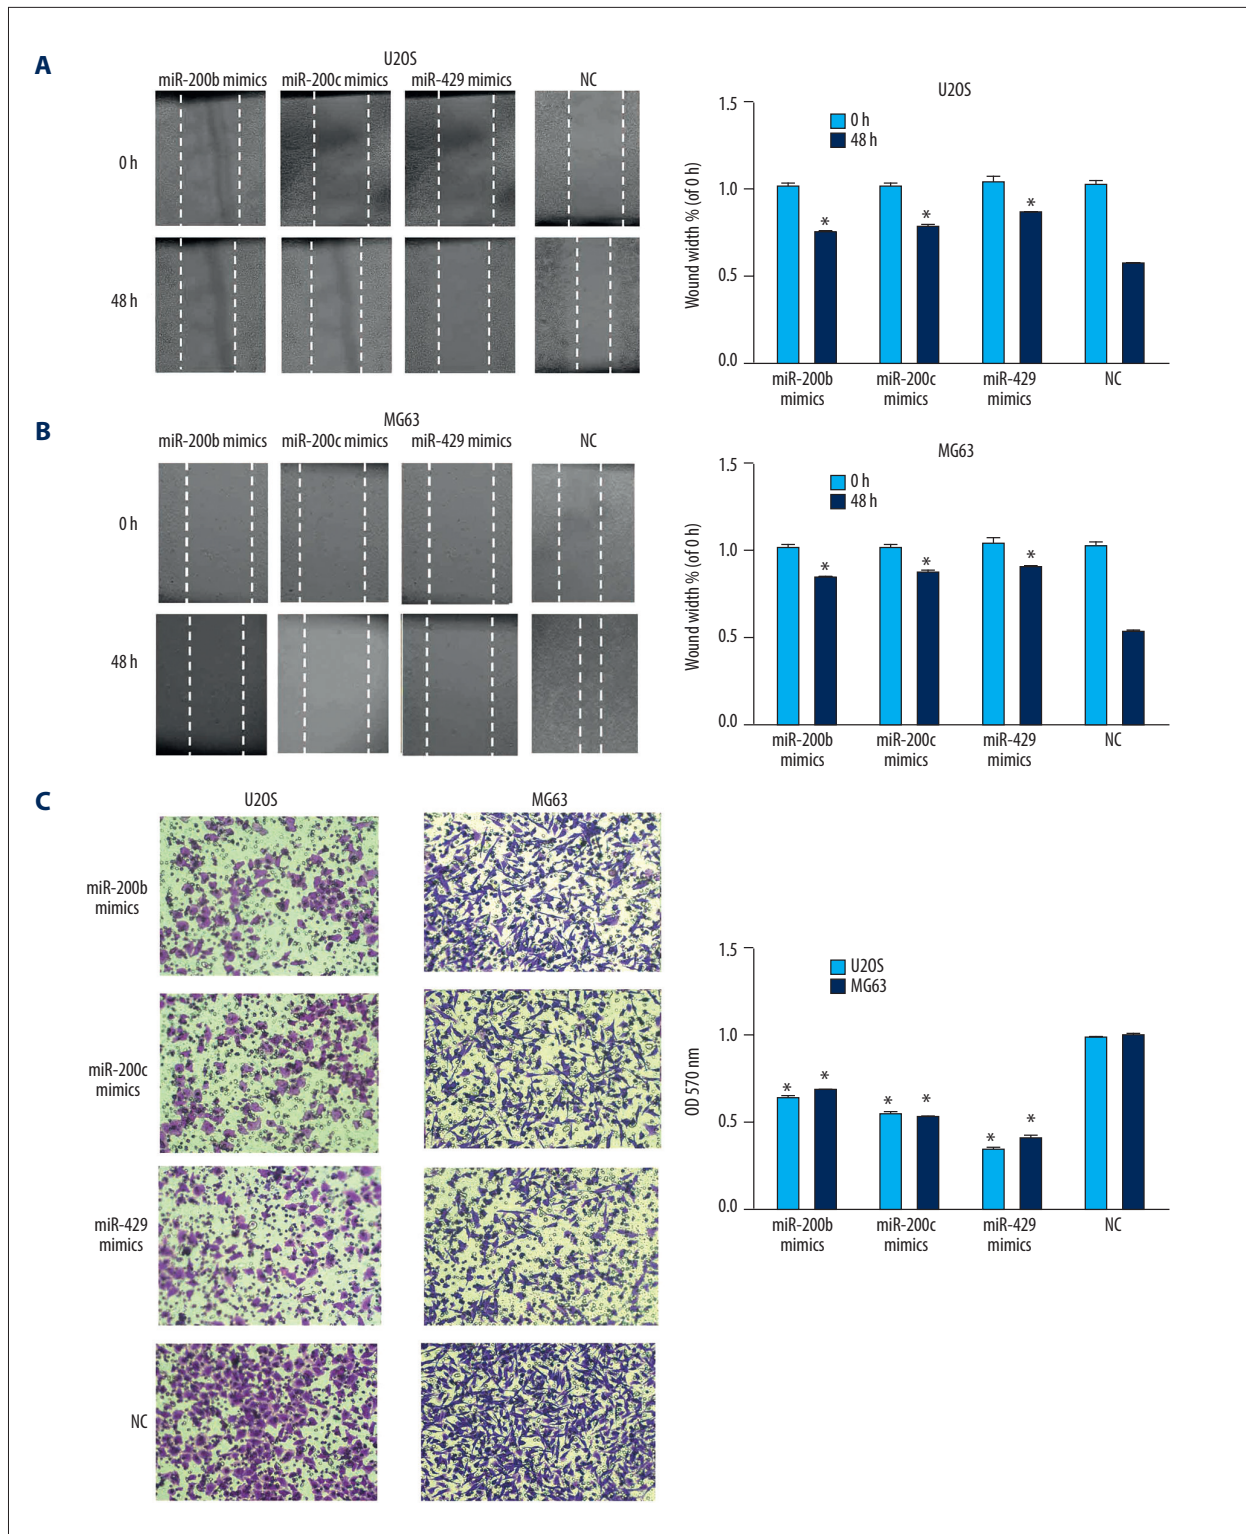 A
U2OS
miR-200b mimics miR-200c mimics miR-429 mimics NC
0 h
48 h
U2OS
1.5
1.0
0.5
0.0
Wound width % (of 0 h)
0 h
48 h
* * *
miR-200b mimics
miR-200c mimics
miR-429 mimics
NC
B
MG63
miR-200b mimics miR-200c mimics miR-429 mimics NC
0 h
48 h
MG63
1.5
1.0
0.5
0.0
Wound width % (of 0 h)
0 h
48 h
* * *
miR-200b mimics
miR-200c mimics
miR-429 mimics
NC
C
U2OS MG63
miR-200b
mimics
miR-200c
mimics
miR-429
mimics
NC
1.5
1.0
0.5
0.0
OD 570 nm
U2OS
MG63
* * * * * *
miR-200b mimics
miR-200c mimics
miR-429 mimics
NC